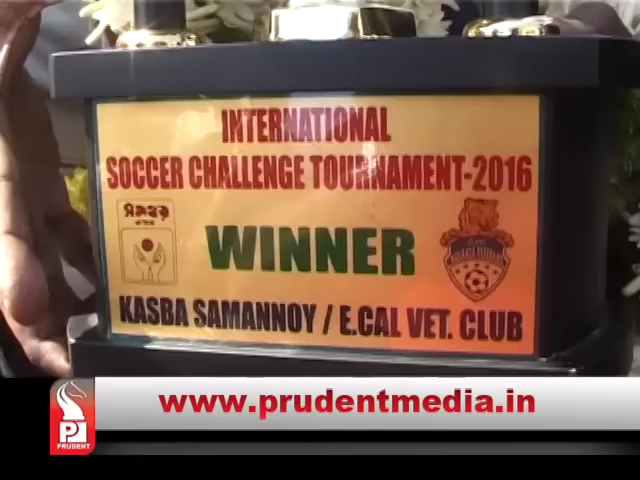 INTERNATIONAL
SOCCER CHALLENGE TOURNAMENT-2016
WINNER
KASBA SAMANNOY / E.CAL VET. CLUB
www.prudentmedia.in
P
PRUDENT